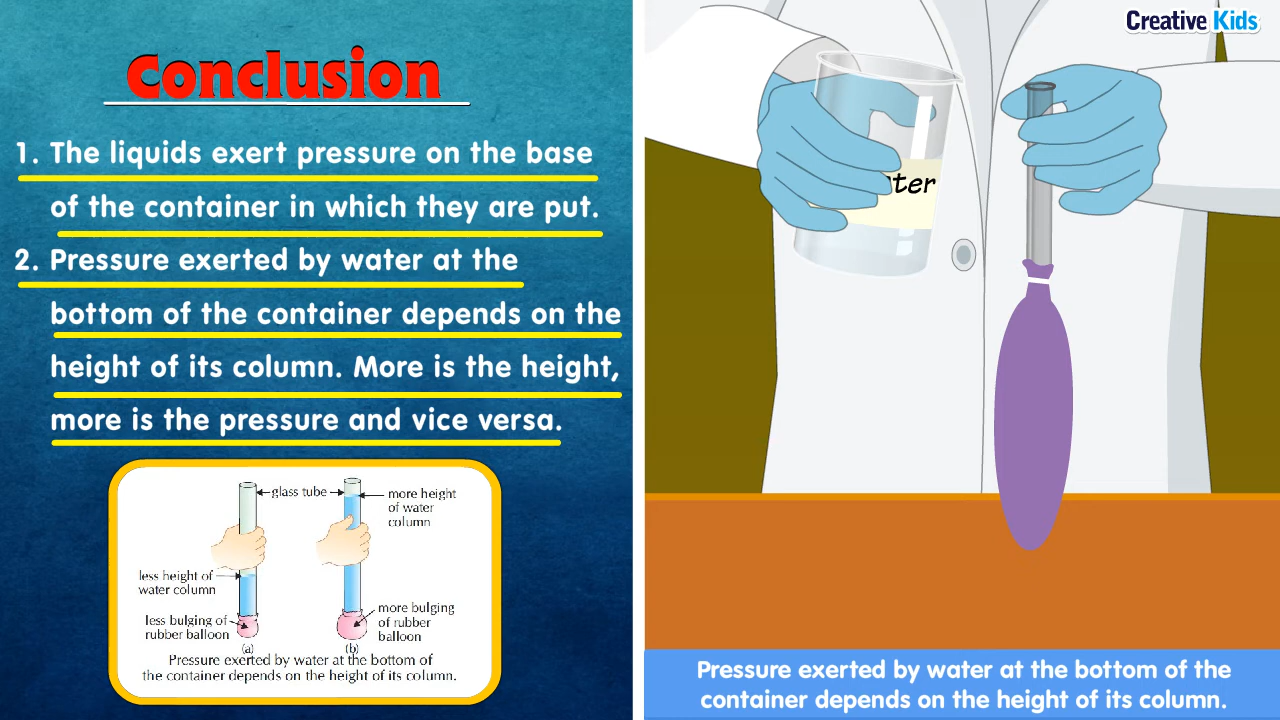 Conclusion
1. The liquids exert pressure on the base
of the container in which they are put.
2. Pressure exerted by water at the
bottom of the container depends on the
height of its column. More is the height,
more is the pressure and vice versa.
glass tube
more height
of water
column
less height of
water column
less bulging of
rubber balloon
more bulging
of rubber
balloon
(a)
(b)
Pressure exerted by water at the bottom of
the container depends on the height of its column.
Creative Kids
ter
Pressure exerted by water at the bottom of the
container depends on the height of its column.